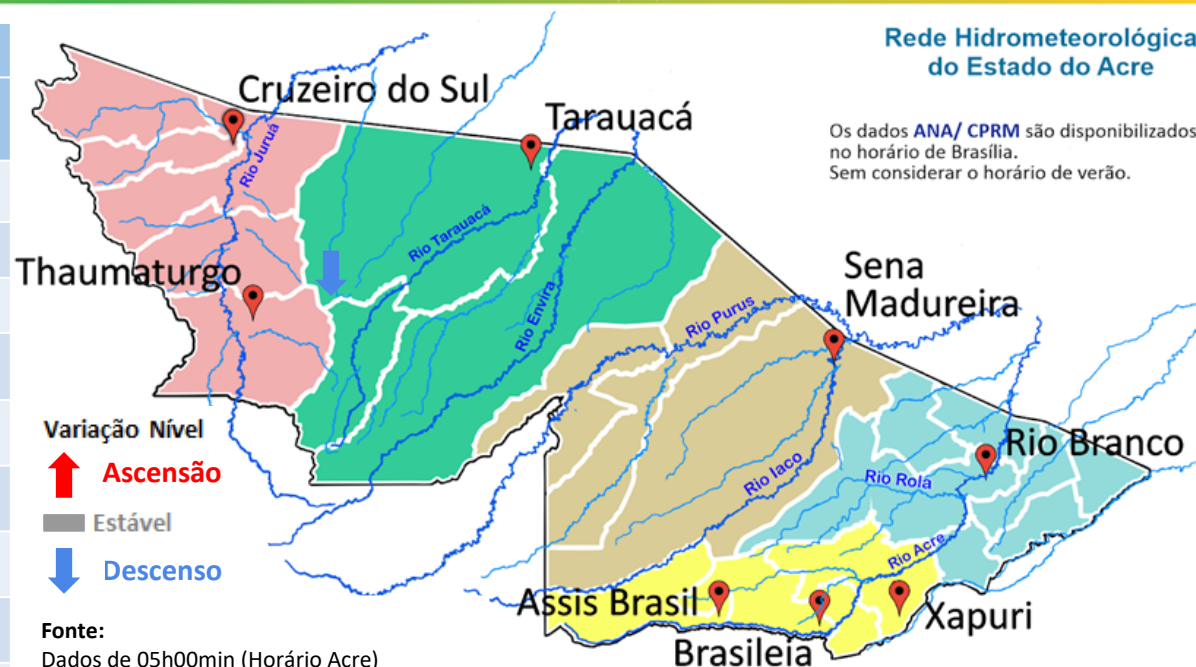 Rede Hidrometeorológica
do Estado do Acre
Os dados ANA/ CPRM são disponibilizados
no horário de Brasília.
Sem considerar o horário de verão.
Cruzeiro do Sul
Tarauacá
Rio Juruá
Rio Tarauacá
Thaumaturgo
Rio Envira
Sena
Madureira
Rio Purus
Variação Nível
Ascensão
Estável
Descenso
Rio Branco
Rio Iaco
Rio Rola
Rio Acre
Assis Brasil
Xapuri
Brasileia
Fonte:
Dados de 05h00min (Horário Acre)